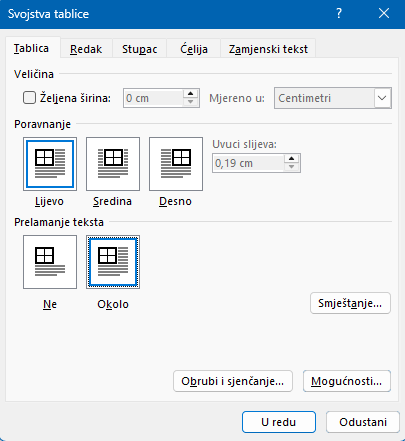 Svojstva tablice ? ×
Tablica Redak Stupac Ćelija Zamjenski tekst
Veličina
Željena širina: 0 cm Mjereno u: Centimetri
Poravnanje
Uvuci slijeva:
0,19 cm
Lijevo Sredina Desno
Prelamanje teksta
Ne Okolo
Smještanje...
Obrubi i sjenčanje... Mogućnosti...
U redu Odustani